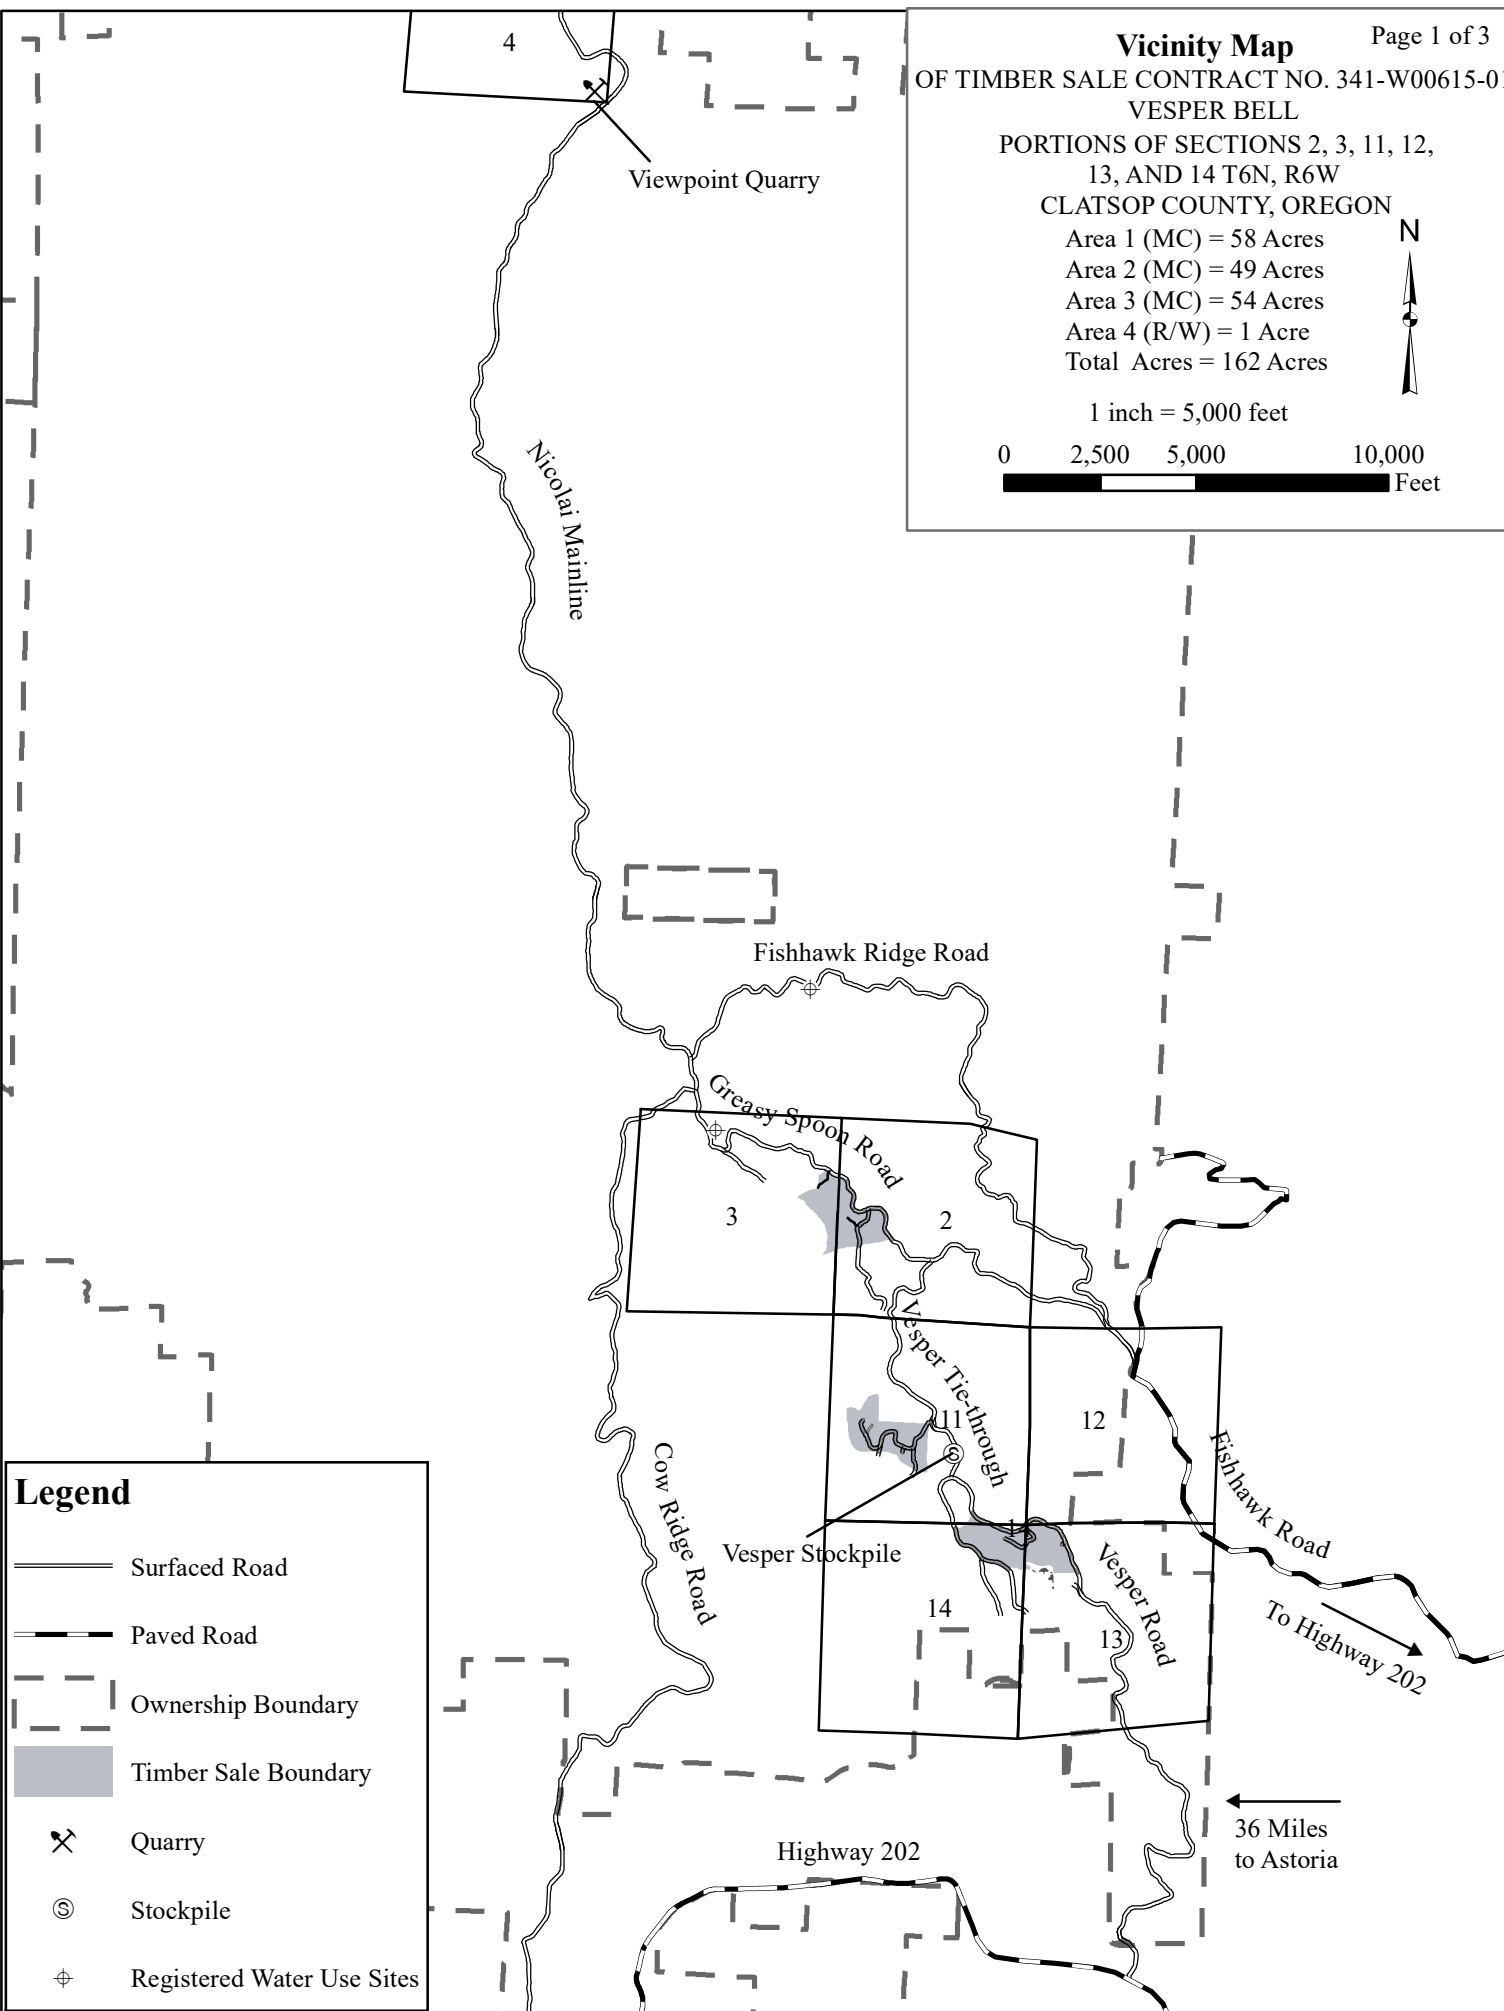 4
Viewpoint Quarry
Page 1 of 3
Vicinity Map
OF TIMBER SALE CONTRACT NO. 341-W00615-01
VESPER BELL
PORTIONS OF SECTIONS 2, 3, 11, 12,
13, AND 14 T6N, R6W
CLATSOP COUNTY, OREGON
Area 1 (MC) = 58 Acres
Area 2 (MC) = 49 Acres
Area 3 (MC) = 54 Acres
Area 4 (R/W) = 1 Acre
Total Acres = 162 Acres
N
1 inch = 5,000 feet
0 2,500 5,000 10,000
Feet
Nicolai Mainline
Fishhawk Ridge Road
Greasy Spoon Road
3
2
Vesper Tie-through
11
12
Cow Ridge Road
Fishhawk Road
Vesper Stockpile
1
Vesper Road
14
13
To Highway 202
36 Miles
to Astoria
Highway 202
Legend
Surfaced Road
Paved Road
Ownership Boundary
Timber Sale Boundary
Quarry
S Stockpile
Registered Water Use Sites